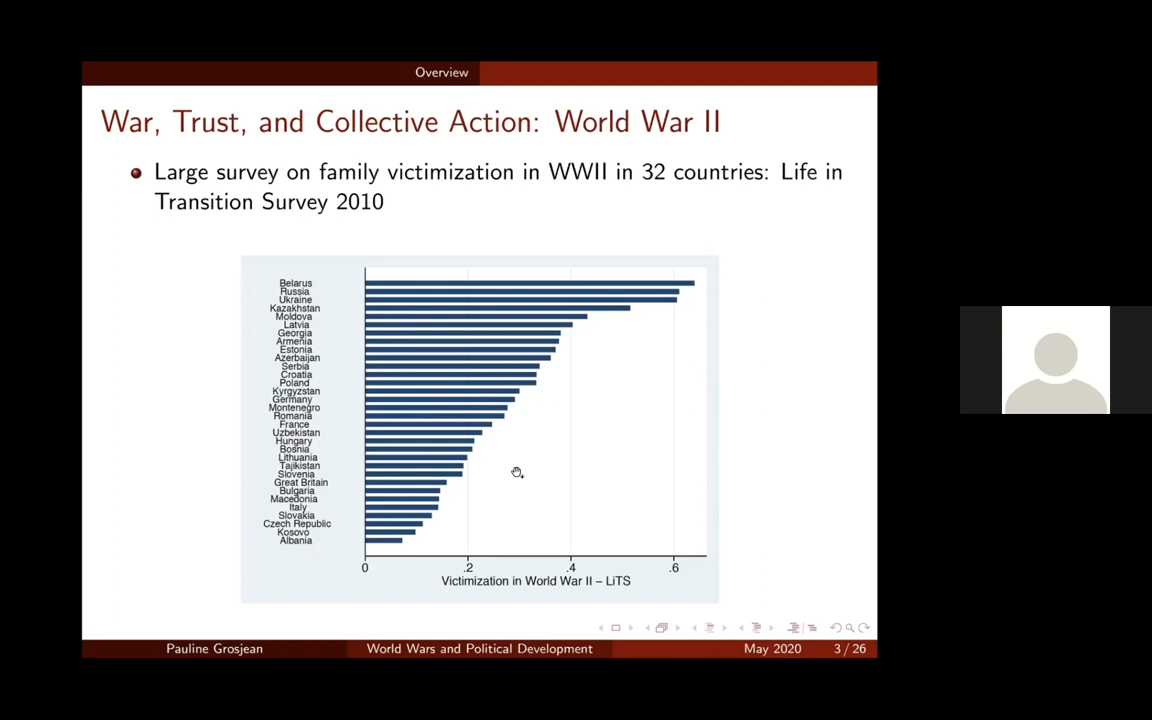 Overview
War, Trust, and Collective Action: World War II
Large survey on family victimization in WWII in 32 countries: Life in
Transition Survey 2010
Belarus
Russia
Ukraine
Kazakhstan
Moldova
Latvia
Georgia
Armenia
Estonia
Azerbaijan
Serbia
Croatia
Poland
Kyrgyzstan
Germany
Montenegro
Romania
France
Uzbekistan
Hungary
Bosnia
Lithuania
Tajikistan
Slovenia
Great Britain
Bulgaria
Macedonia
Italy
Slovakia
Czech Republic
Kosovo
Albania
0 .2 .4 .6
Victimization in World War II – LiTS
Pauline Grosjean World Wars and Political Development May 2020 3 / 26